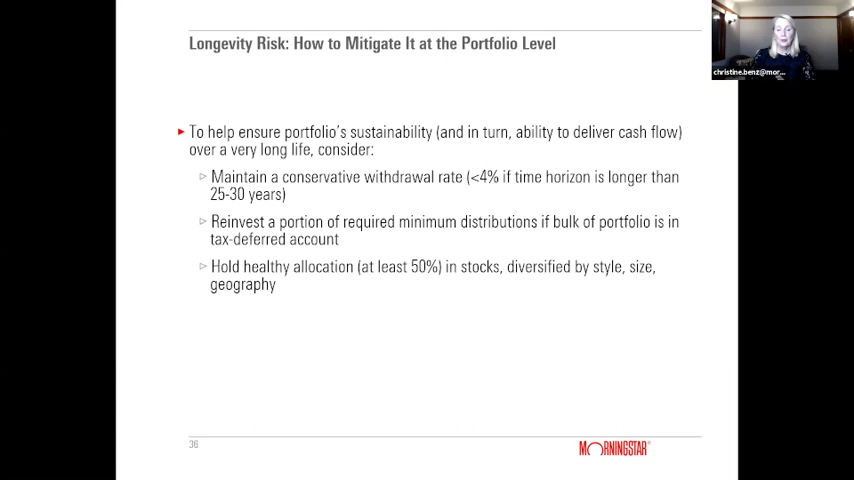 Longevity Risk: How to Mitigate It at the Portfolio Level
christine.benz@mor...
To help ensure portfolio's sustainability (and in turn, ability to deliver cash flow)
over a very long life, consider:
Maintain a conservative withdrawal rate (<4% if time horizon is longer than
25-30 years)
Reinvest a portion of required minimum distributions if bulk of portfolio is in
tax-deferred account
Hold healthy allocation (at least 50%) in stocks, diversified by style, size,
geography
36
MORNINGSTAR®